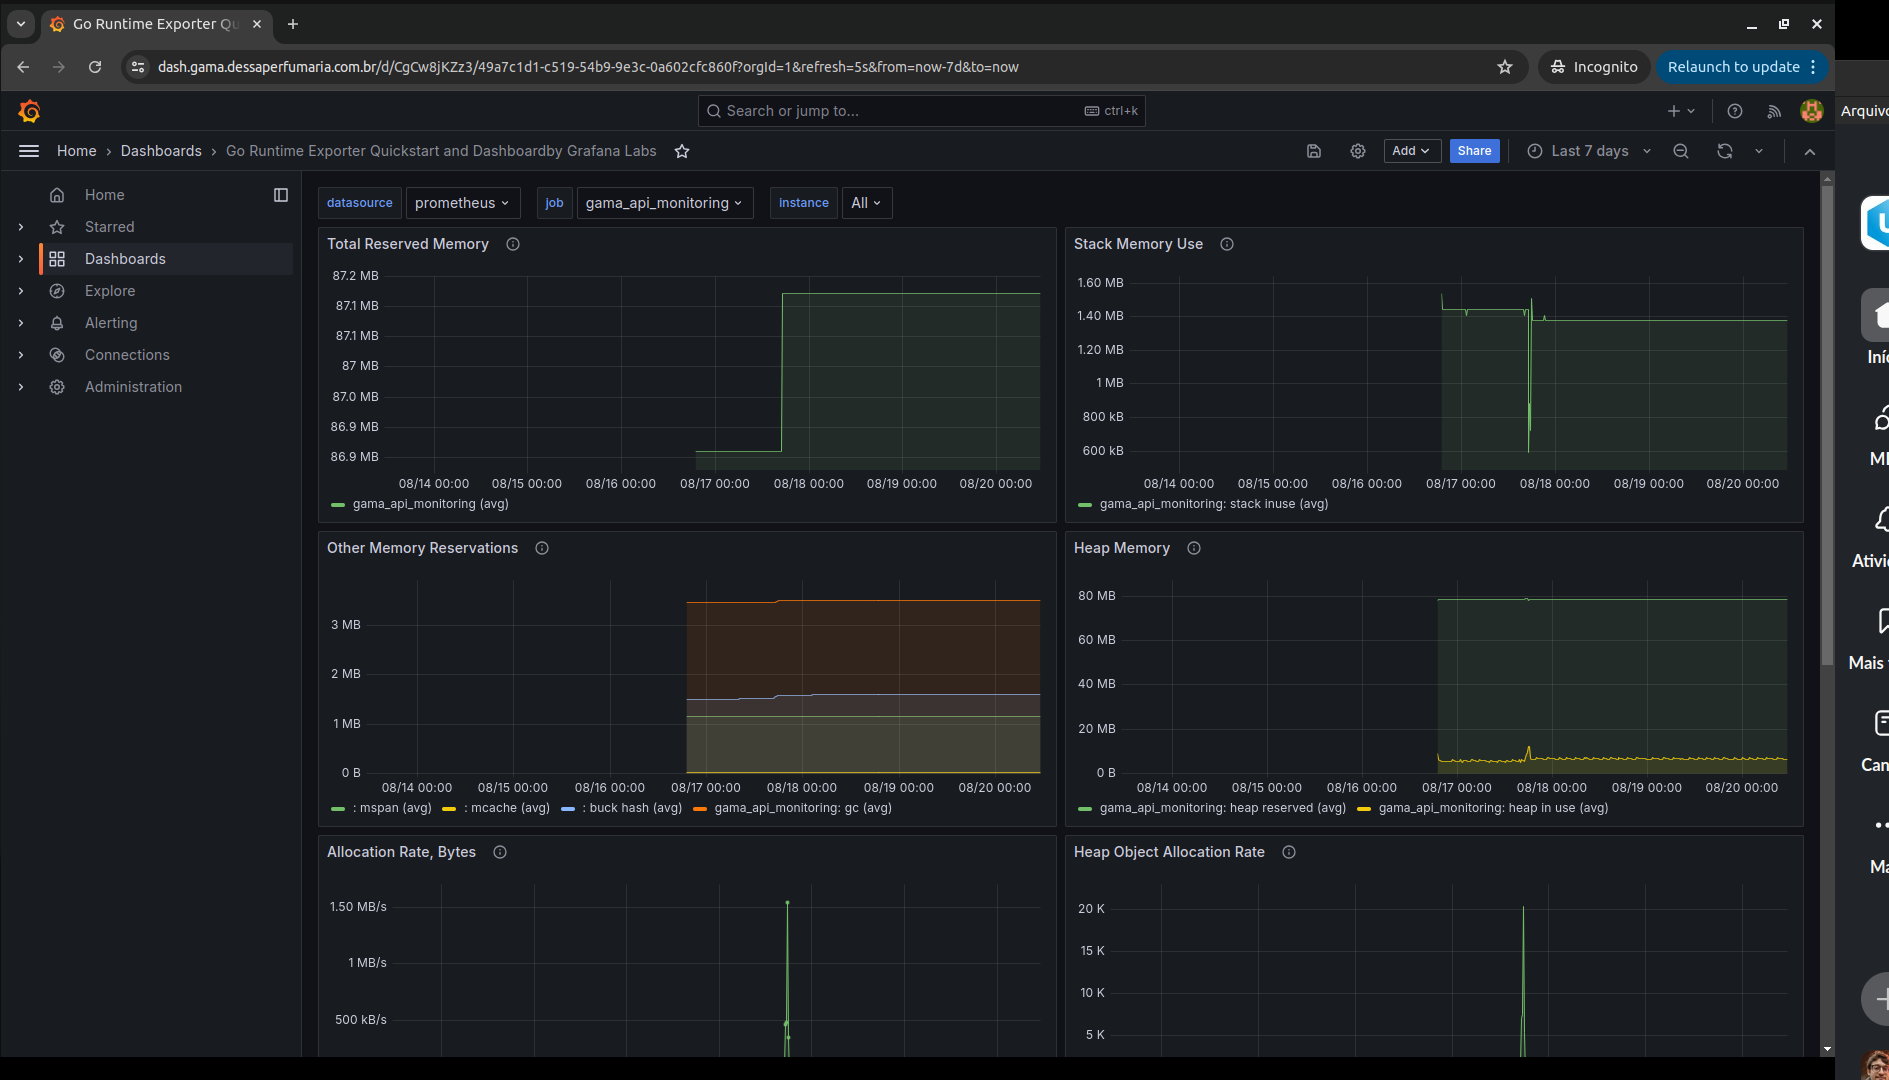 Go Runtime Exporter Qu
dash.gama.dessaperfumaria.com.br/d/CgCw8jKZz3/49a7c1d1-c519-54b9-9e3c-0a602cfc860f?orgId=1&refresh=5s&from=now-7d&to=now
Incognito
Relaunch to update
Search or jump to...
ctrl+k
Arquivo
Home › Dashboards › Go Runtime Exporter Quickstart and Dashboardby Grafana Labs
Add
Share
Last 7 days
Home
Starred
Dashboards
Explore
Alerting
Connections
Administration
datasource prometheus job gama_api_monitoring instance All
Total Reserved Memory
87.2 MB
87.1 MB
87.1 MB
87 MB
87.0 MB
86.9 MB
86.9 MB
08/14 00:00 08/15 00:00 08/16 00:00 08/17 00:00 08/18 00:00 08/19 00:00 08/20 00:00
gama_api_monitoring (avg)
Stack Memory Use
1.60 MB
1.40 MB
1.20 MB
1 MB
800 kB
600 kB
08/14 00:00 08/15 00:00 08/16 00:00 08/17 00:00 08/18 00:00 08/19 00:00 08/20 00:00
gama_api_monitoring: stack inuse (avg)
Other Memory Reservations
3 MB
2 MB
1 MB
0 B
08/14 00:00 08/15 00:00 08/16 00:00 08/17 00:00 08/18 00:00 08/19 00:00 08/20 00:00
: mspan (avg) : mcache (avg) : buck hash (avg) gama_api_monitoring: gc (avg)
Heap Memory
80 MB
60 MB
40 MB
20 MB
0 B
08/14 00:00 08/15 00:00 08/16 00:00 08/17 00:00 08/18 00:00 08/19 00:00 08/20 00:00
gama_api_monitoring: heap reserved (avg) gama_api_monitoring: heap in use (avg)
Allocation Rate, Bytes
1.50 MB/s
1 MB/s
500 kB/s
Heap Object Allocation Rate
20 K
15 K
10 K
5 K
Iníc
Ativi
Mais
Can
Ma